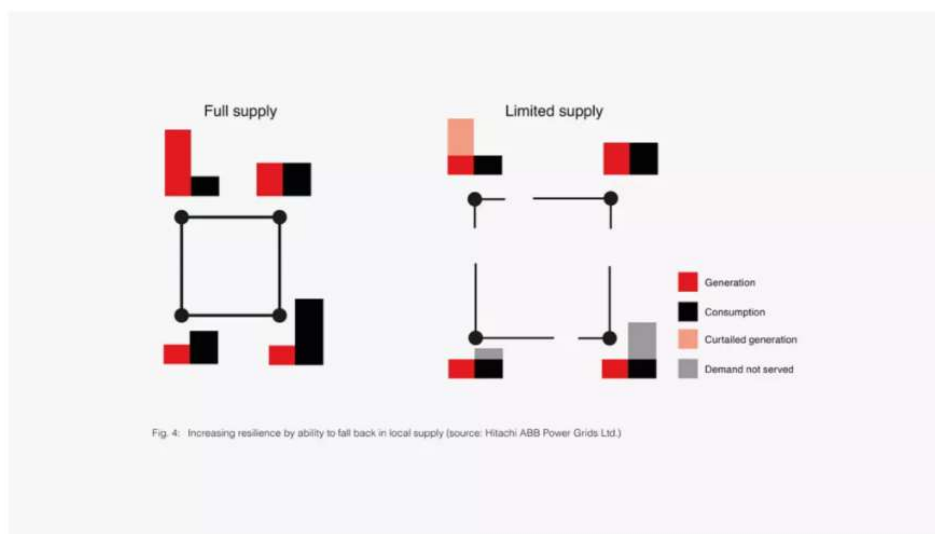 Full supply
Limited supply
Generation
Consumption
Curtailed generation
Demand not served
Fig. 4: Increasing resilience by ability to fall back in local supply (source: Hitachi ABB Power Grids Ltd.)